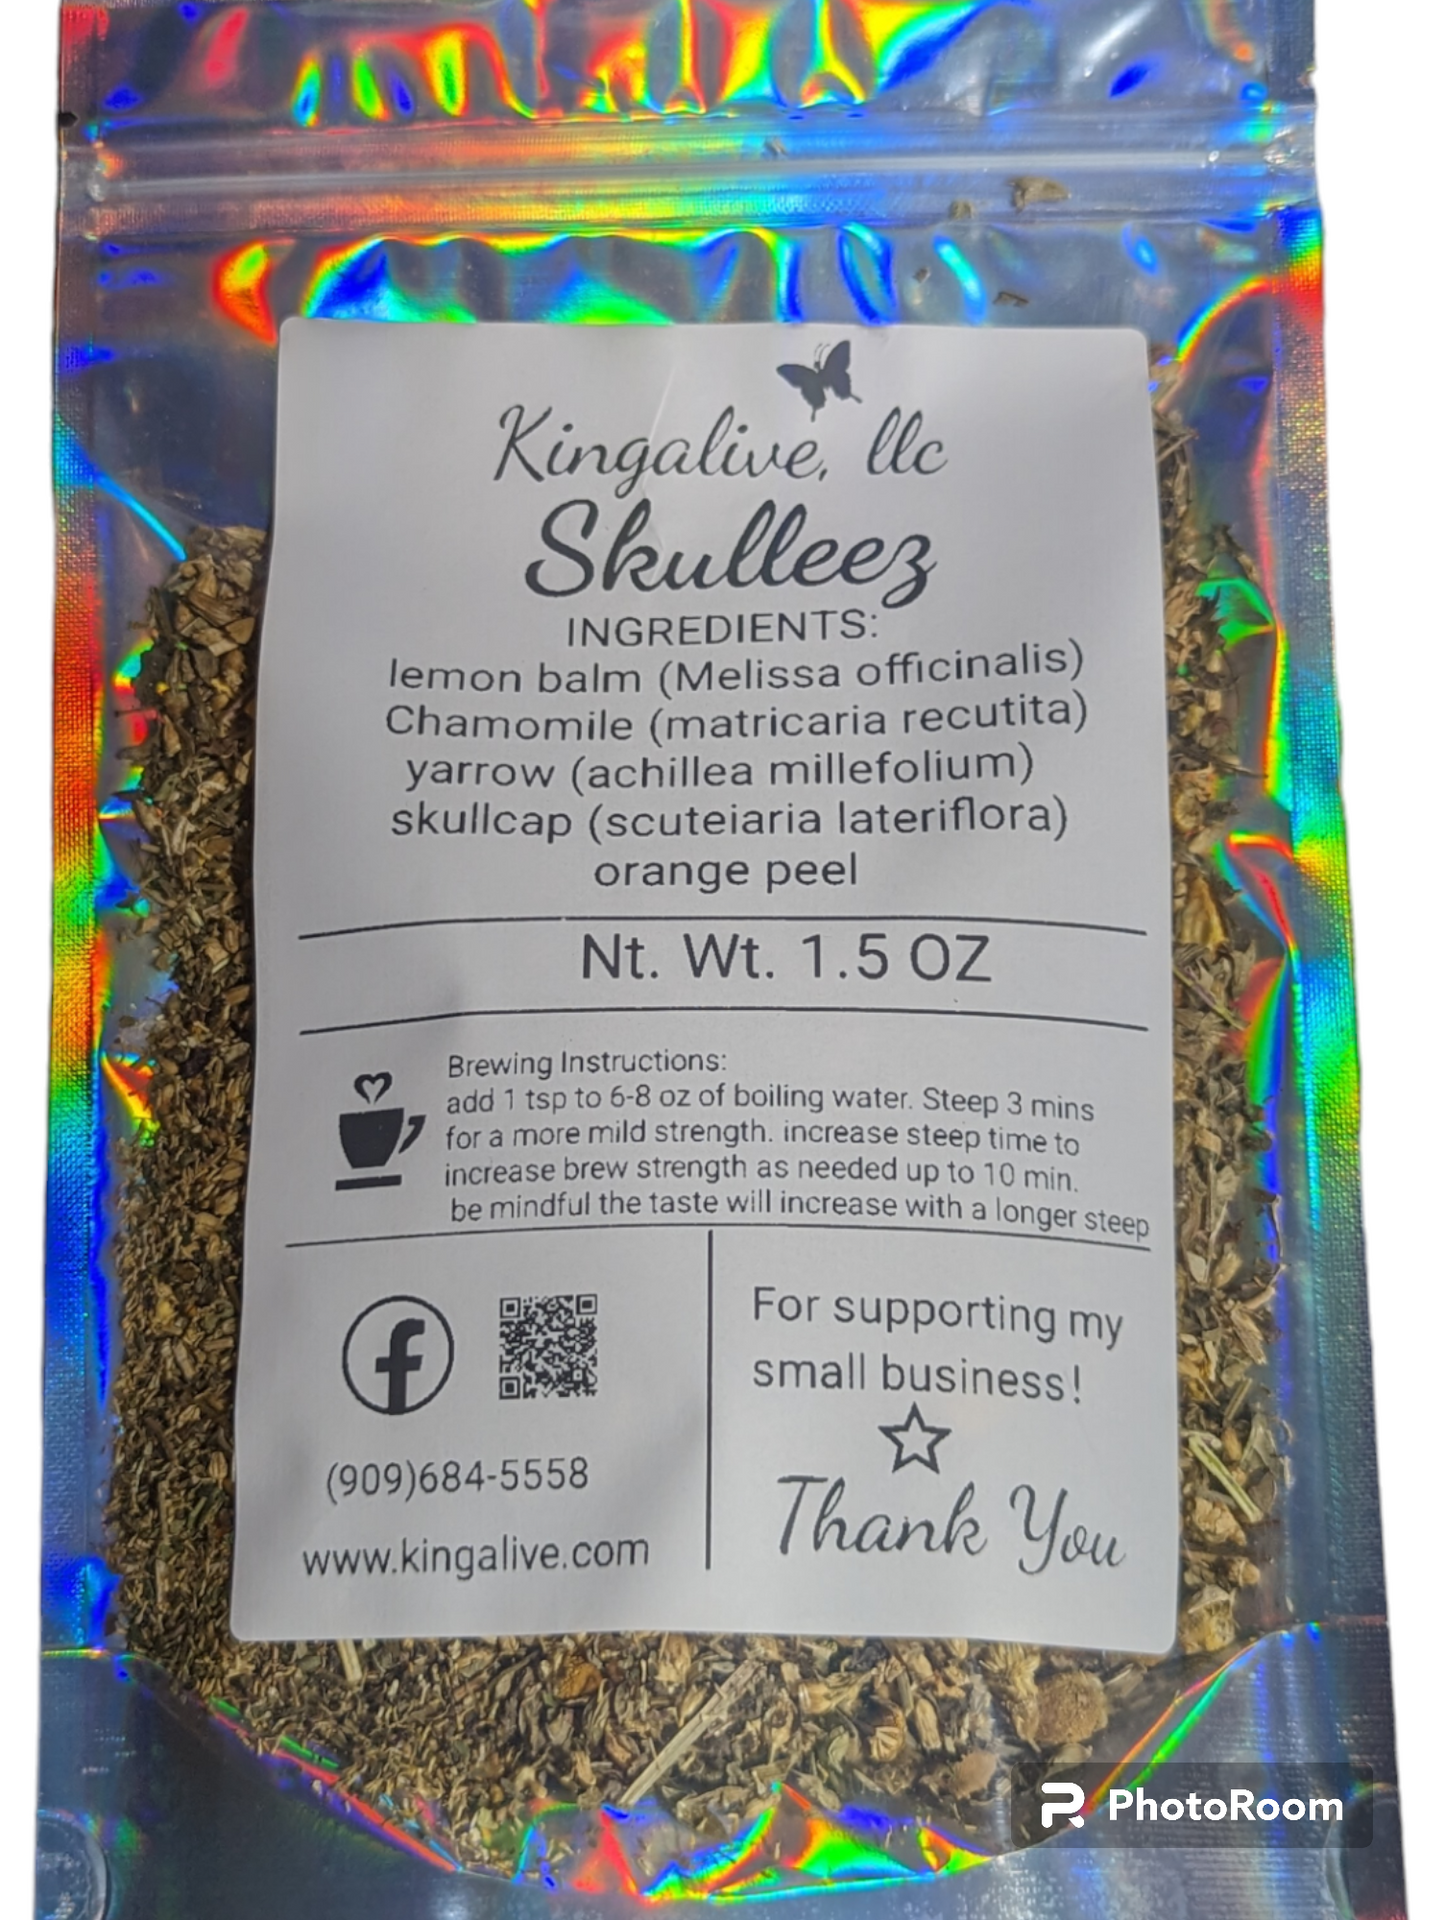 Kingalive, llc
Skulleez
INGREDIENTS:
lemon balm (Melissa officinalis)
Chamomile (matricaria recutita)
yarrow (achillea millefolium)
skullcap (scuteiaria lateriflora)
orange peel
Nt. Wt. 1.5 OZ
Brewing Instructions:
add 1 tsp to 6-8 oz of boiling water. Steep 3 mins
for a more mild strength. increase steep time to
increase brew strength as needed up to 10 min.
be mindful the taste will increase with a longer steep
f
(909)684-5558
www.kingalive.com
For supporting my
small business!
Thank You
PhotoRoom